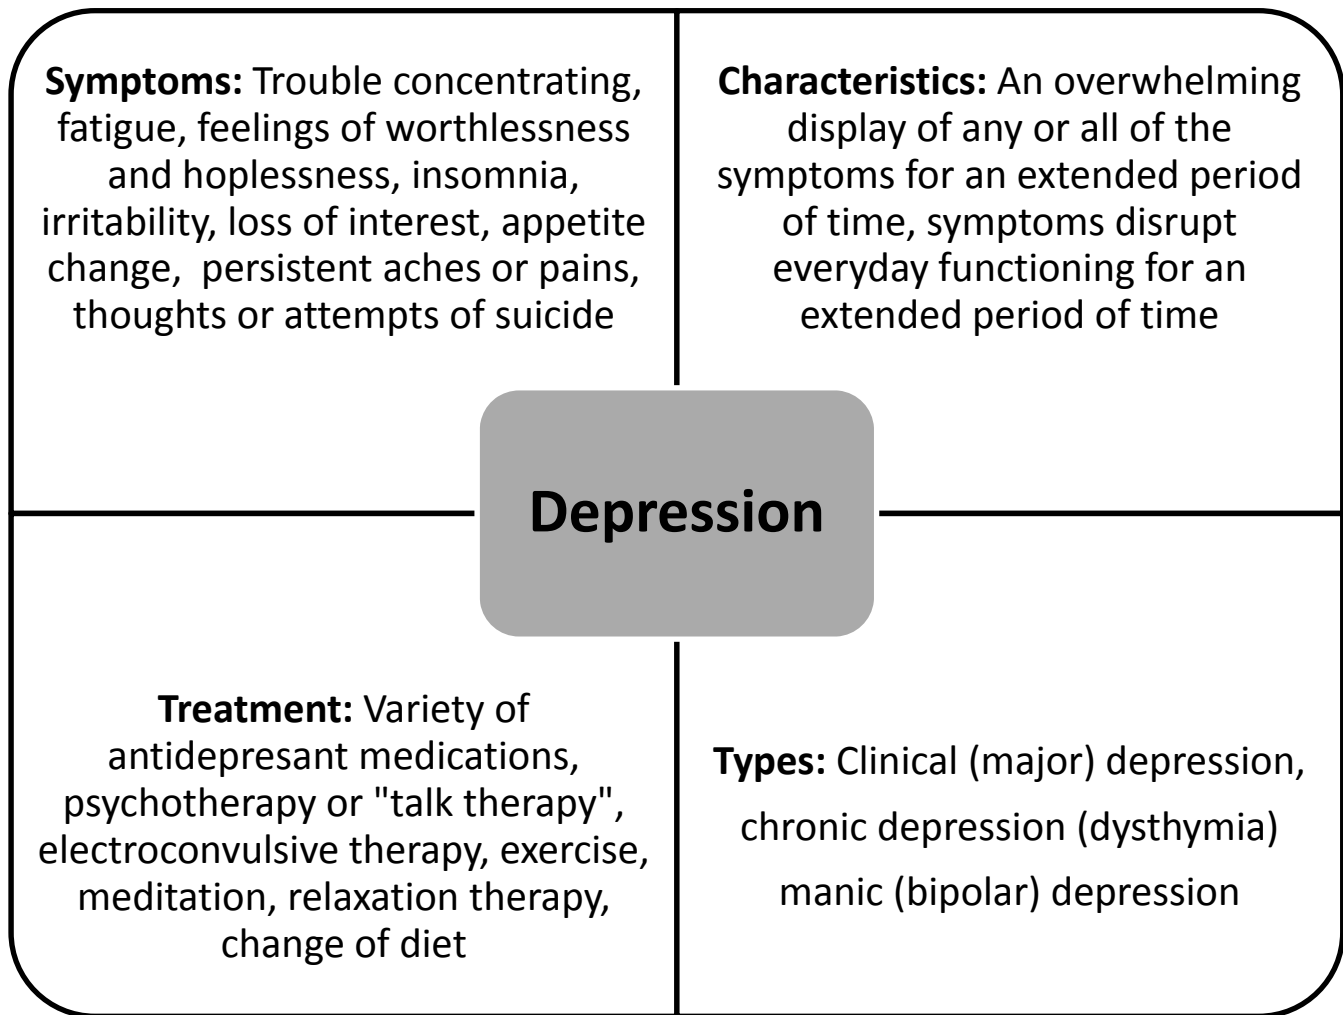 Symptoms: Trouble concentrating,
fatigue, feelings of worthlessness
and hoplessness, insomnia,
irritability, loss of interest, appetite
change,  persistent aches or pains,
thoughts or attempts of suicide
Characteristics: An overwhelming
display of any or all of the
symptoms for an extended period
of time, symptoms disrupt
everyday functioning for an
extended period of time
Depression
Treatment: Variety of
antidepresant medications,
psychotherapy or "talk therapy",
electroconvulsive therapy, exercise,
meditation, relaxation therapy,
change of diet
Types: Clinical (major) depression,
chronic depression (dysthymia)
manic (bipolar) depression